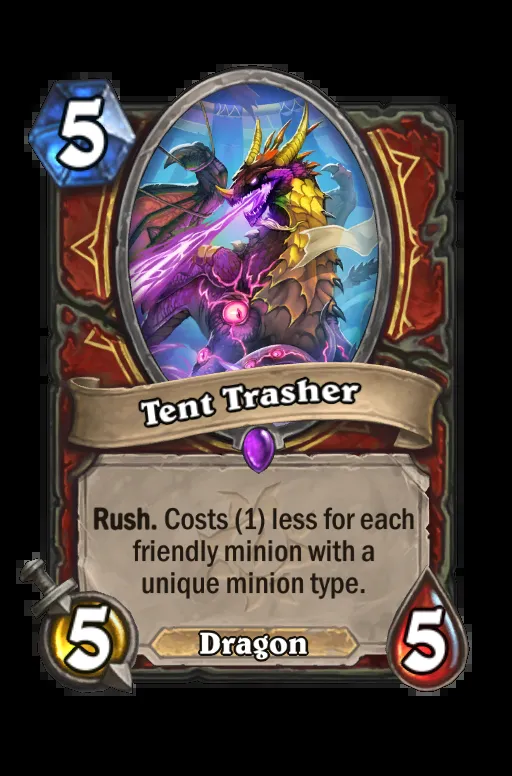 5
Tent Trasher
Rush. Costs (1) less for each
friendly minion with a
unique minion type.
5
Dragon
5